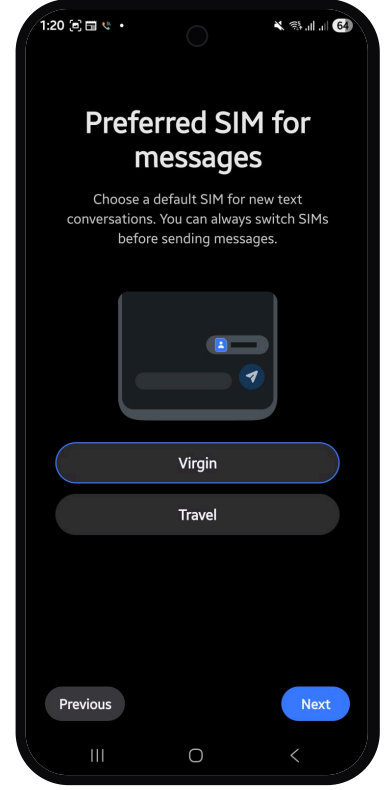 1:20
64
Preferred SIM for
messages
Choose a default SIM for new text
conversations. You can always switch SIMs
before sending messages.
Virgin
Travel
Previous
Next